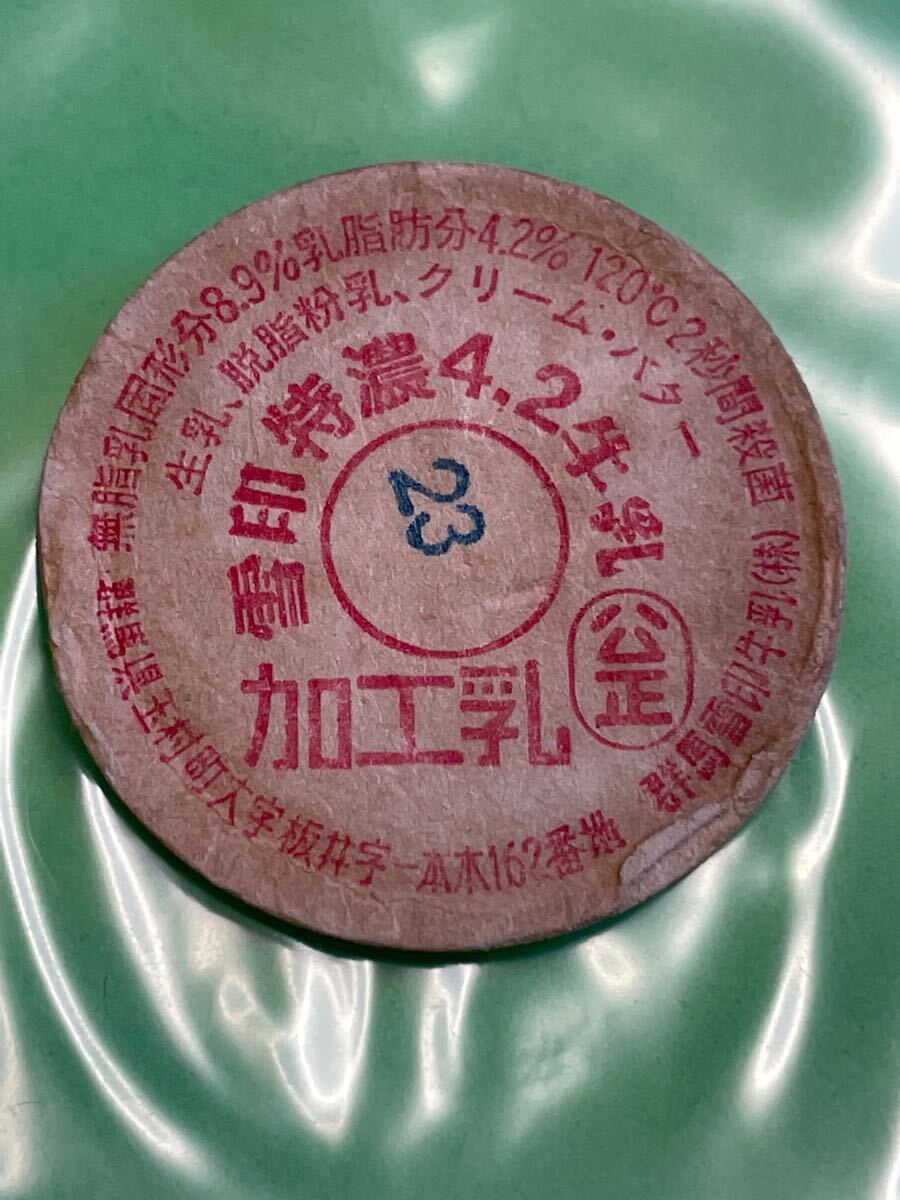 無脂乳固形分8.9%乳脂肪分4.2% 120℃2秒間殺菌
生乳、脱脂粉乳、クリーム・バター
雪印特濃4.2牛乳
23
公正
加工乳
群馬雪印牛乳(株)
玉村町大字板井字一本木162番地